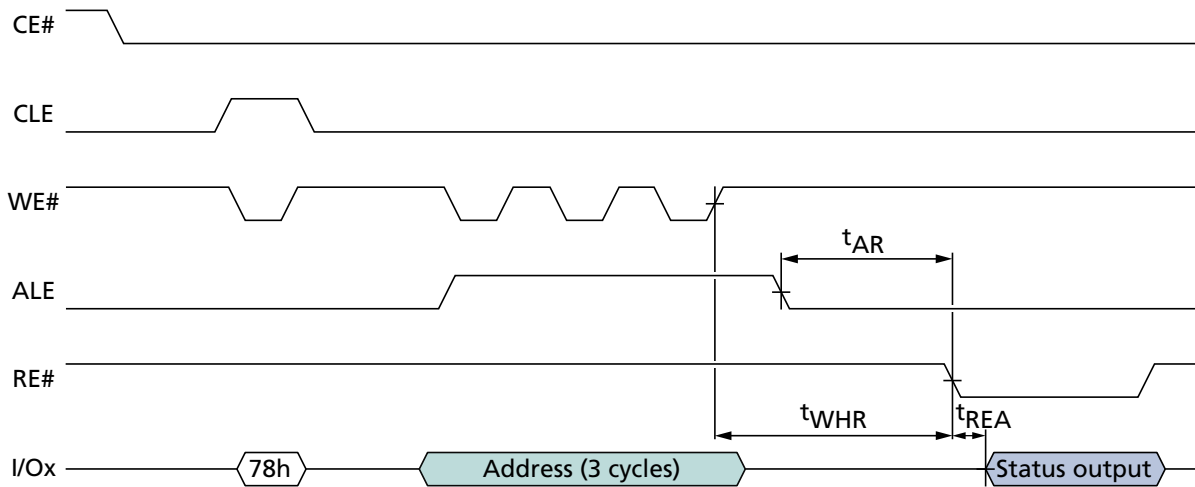 CE#
CLE
WE#
tAR
ALE
RE#
tWHR tREA
I/Ox 78h Address (3 cycles) Status output